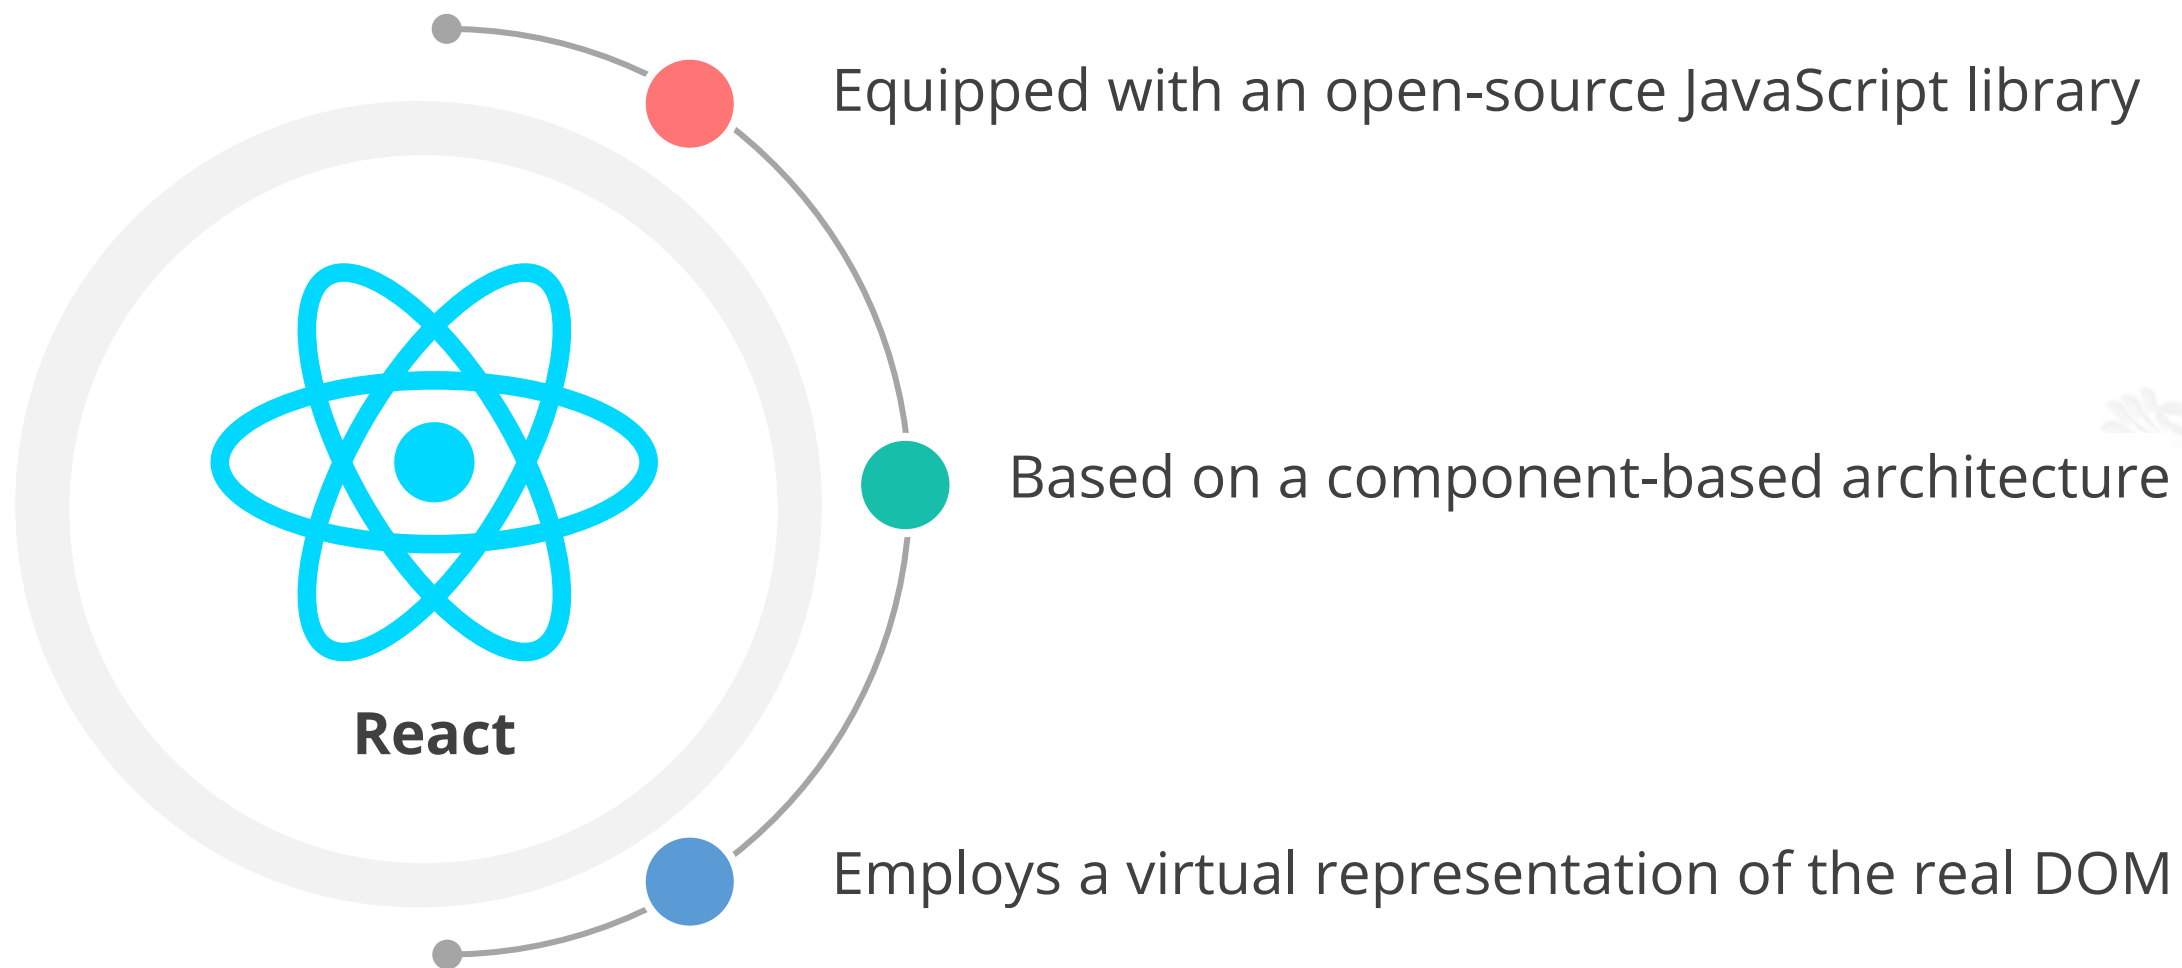 Equipped with an open-source JavaScript library
Based on a component-based architecture
React
Employs a virtual representation of the real DOM